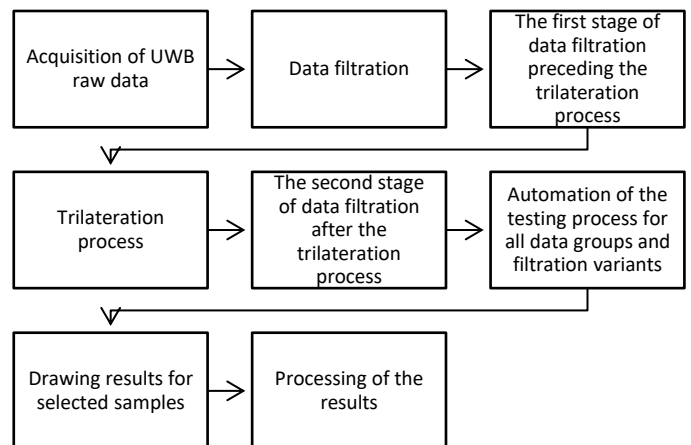 Acquisition of UWB
raw data
Data filtration
The first stage of
data filtration
preceding the
trilateration
process
Trilateration
process
The second stage
of data filtration
after the
trilateration
process
Automation of the
testing process for
all data groups and
filtration variants
Drawing results for
selected samples
Processing of the
results